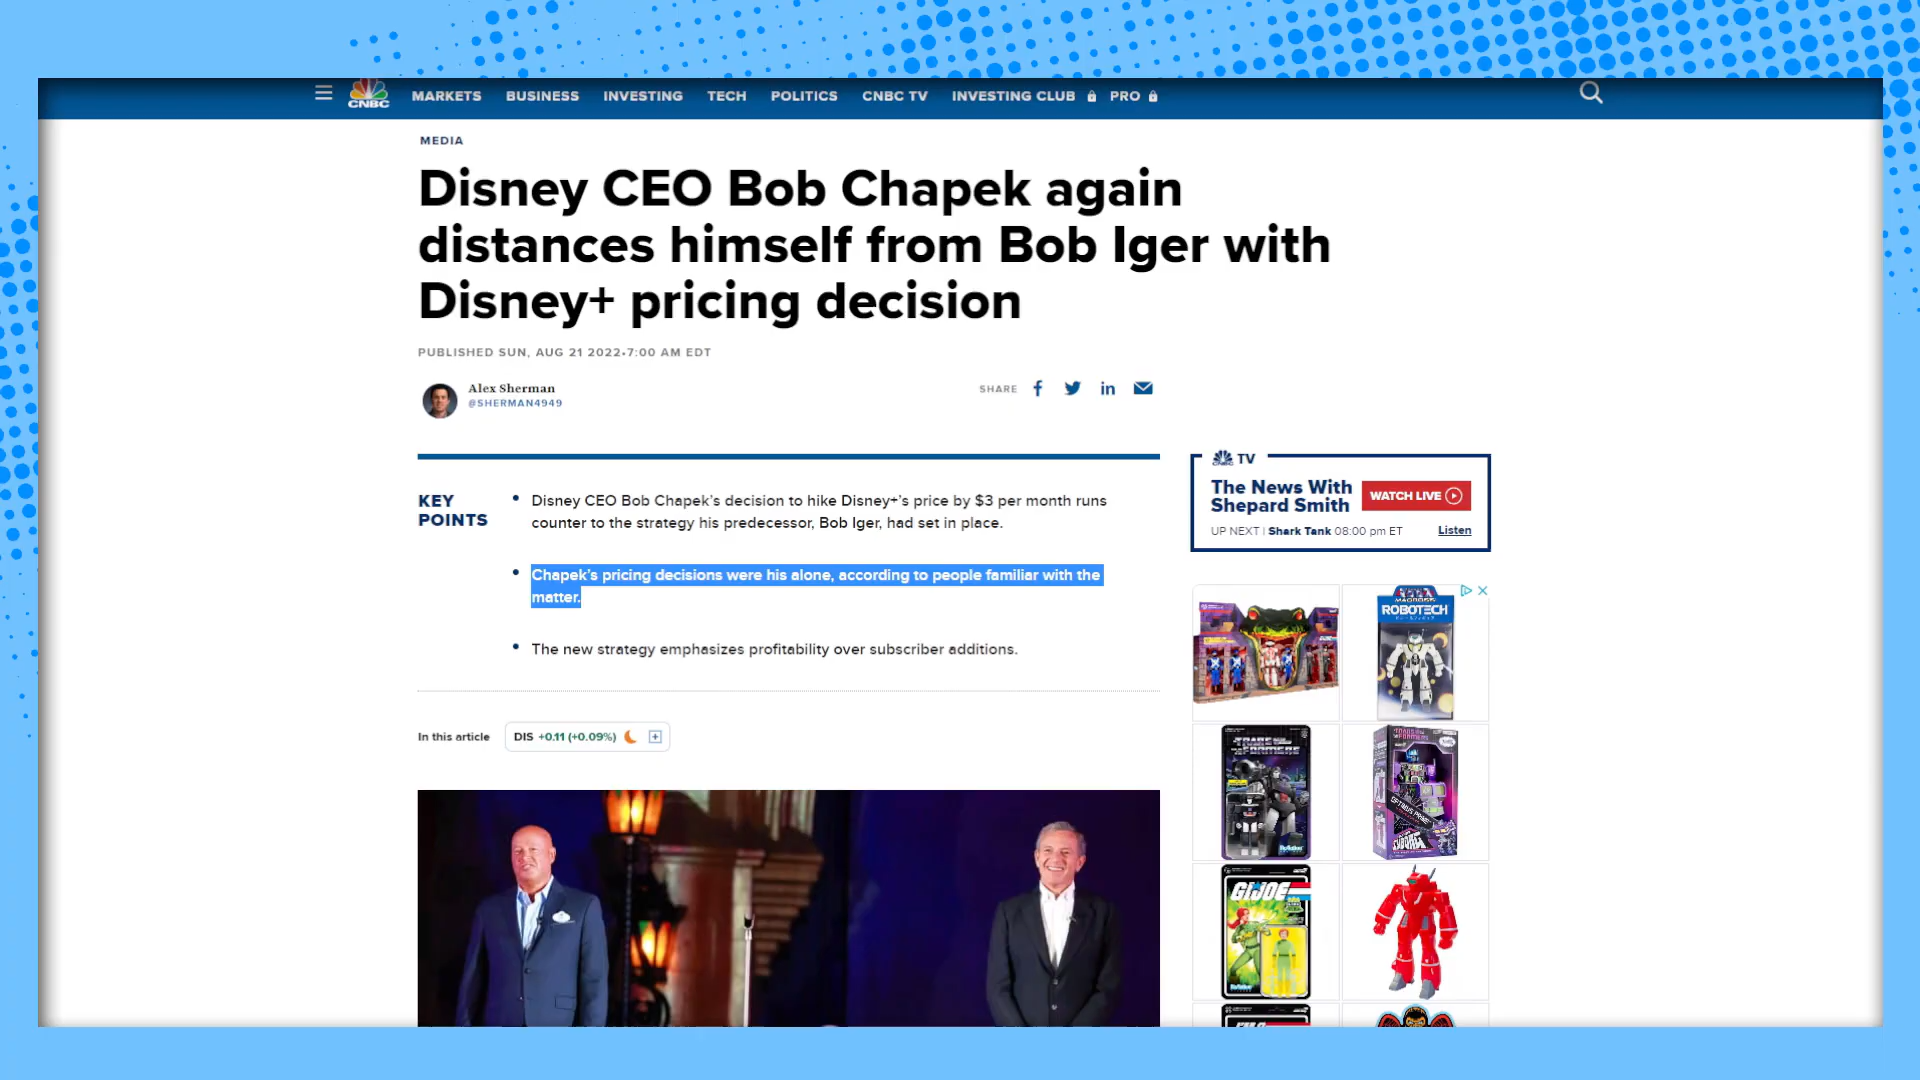 CNBC
MARKETS BUSINESS INVESTING TECH POLITICS CNBC TV INVESTING CLUB PRO
MEDIA
Disney CEO Bob Chapek again
distances himself from Bob Iger with
Disney+ pricing decision
PUBLISHED SUN, AUG 21 2022•7:00 AM EDT
Alex Sherman
@SHERMAN4949
SHARE
KEY
POINTS
• Disney CEO Bob Chapek's decision to hike Disney+'s price by $3 per month runs
counter to the strategy his predecessor, Bob Iger, had set in place.
• Chapek's pricing decisions were his alone, according to people familiar with the
matter.
• The new strategy emphasizes profitability over subscriber additions.
In this article
DIS +0.11 (+0.09%)
TV
The News With
Shepard Smith
WATCH LIVE
UP NEXT | Shark Tank 08:00 pm ET
Listen
MACROSS
ROBOTECH
TRANSFORMERS
OPTIMUS PRIME
GI JOE
ReAction